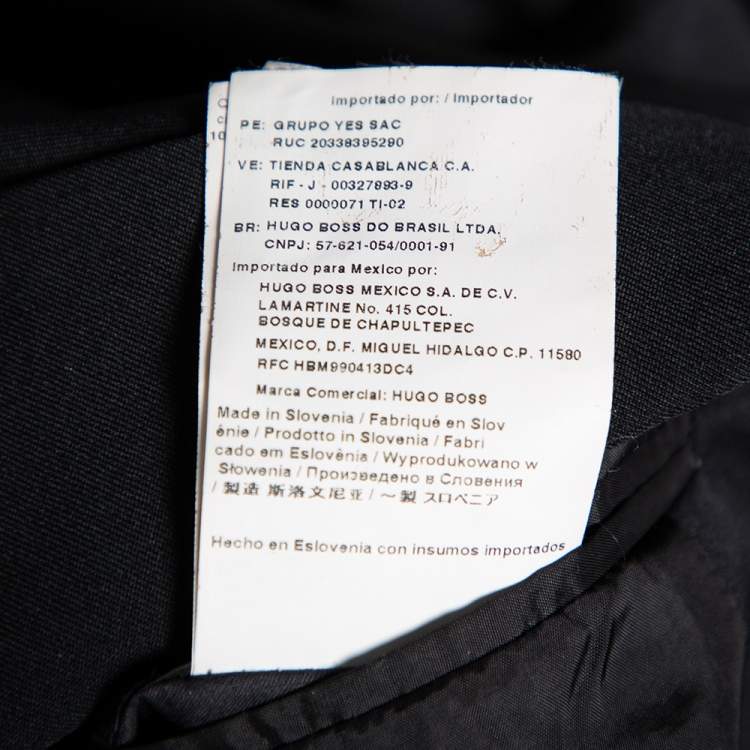 Importado por: / Importador
PE: GRUPO YES SAC
RUC 20338395290
VE: TIENDA CASABLANCA C.A.
RIF - J - 00327893-9
RES 0000071 TI-02
BR: HUGO BOSS DO BRASIL LTDA.
CNPJ: 57-621-054/0001-91
Importado para Mexico por:
HUGO BOSS MEXICO S.A. DE C.V.
LAMARTINE No. 415 COL.
BOSQUE DE CHAPULTEPEC
MEXICO, D.F. MIGUEL HIDALGO C.P. 11580
RFC HBM990413DC4
Marca Comercial: HUGO BOSS
Made in Slovenia / Fabriqué en Slov
énie / Prodotto in Slovenia / Fabri
cado em Eslovênia / Wyprodukowano w
Słowenia / Произведено в Словения
/ 製造 斯洛文尼亚 / ～製 スロベニア
Hecho en Eslovenia con insumos importados